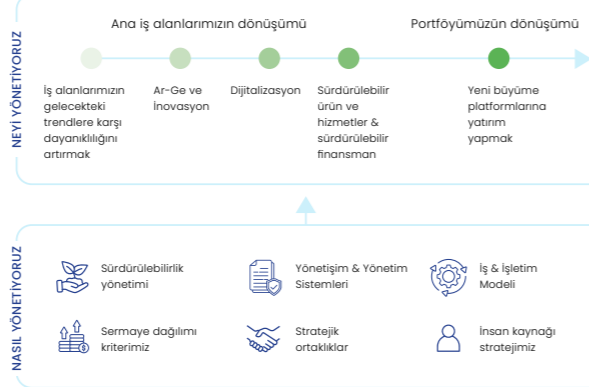 NEYİ YÖNETİYORUZ
Ana iş alanlarımızın dönüşümü
Portföyümüzün dönüşümü
İş alanlarımızın
gelecekteki
trendlere karşı
dayanıklılığını
artırmak
Ar-Ge ve
İnovasyon
Dijitalizasyon
Sürdürülebilir
ürün ve
hizmetler &
sürdürülebilir
finansman
Yeni büyüme
platformlarına
yatırım
yapmak
NASIL YÖNETİYORUZ
Sürdürülebilirlik
yönetimi
Yönetişim & Yönetim
Sistemleri
İş & İşletim
Modeli
Sermaye dağılımı
kriterimiz
Stratejik
ortaklıklar
İnsan kaynağı
stratejimiz